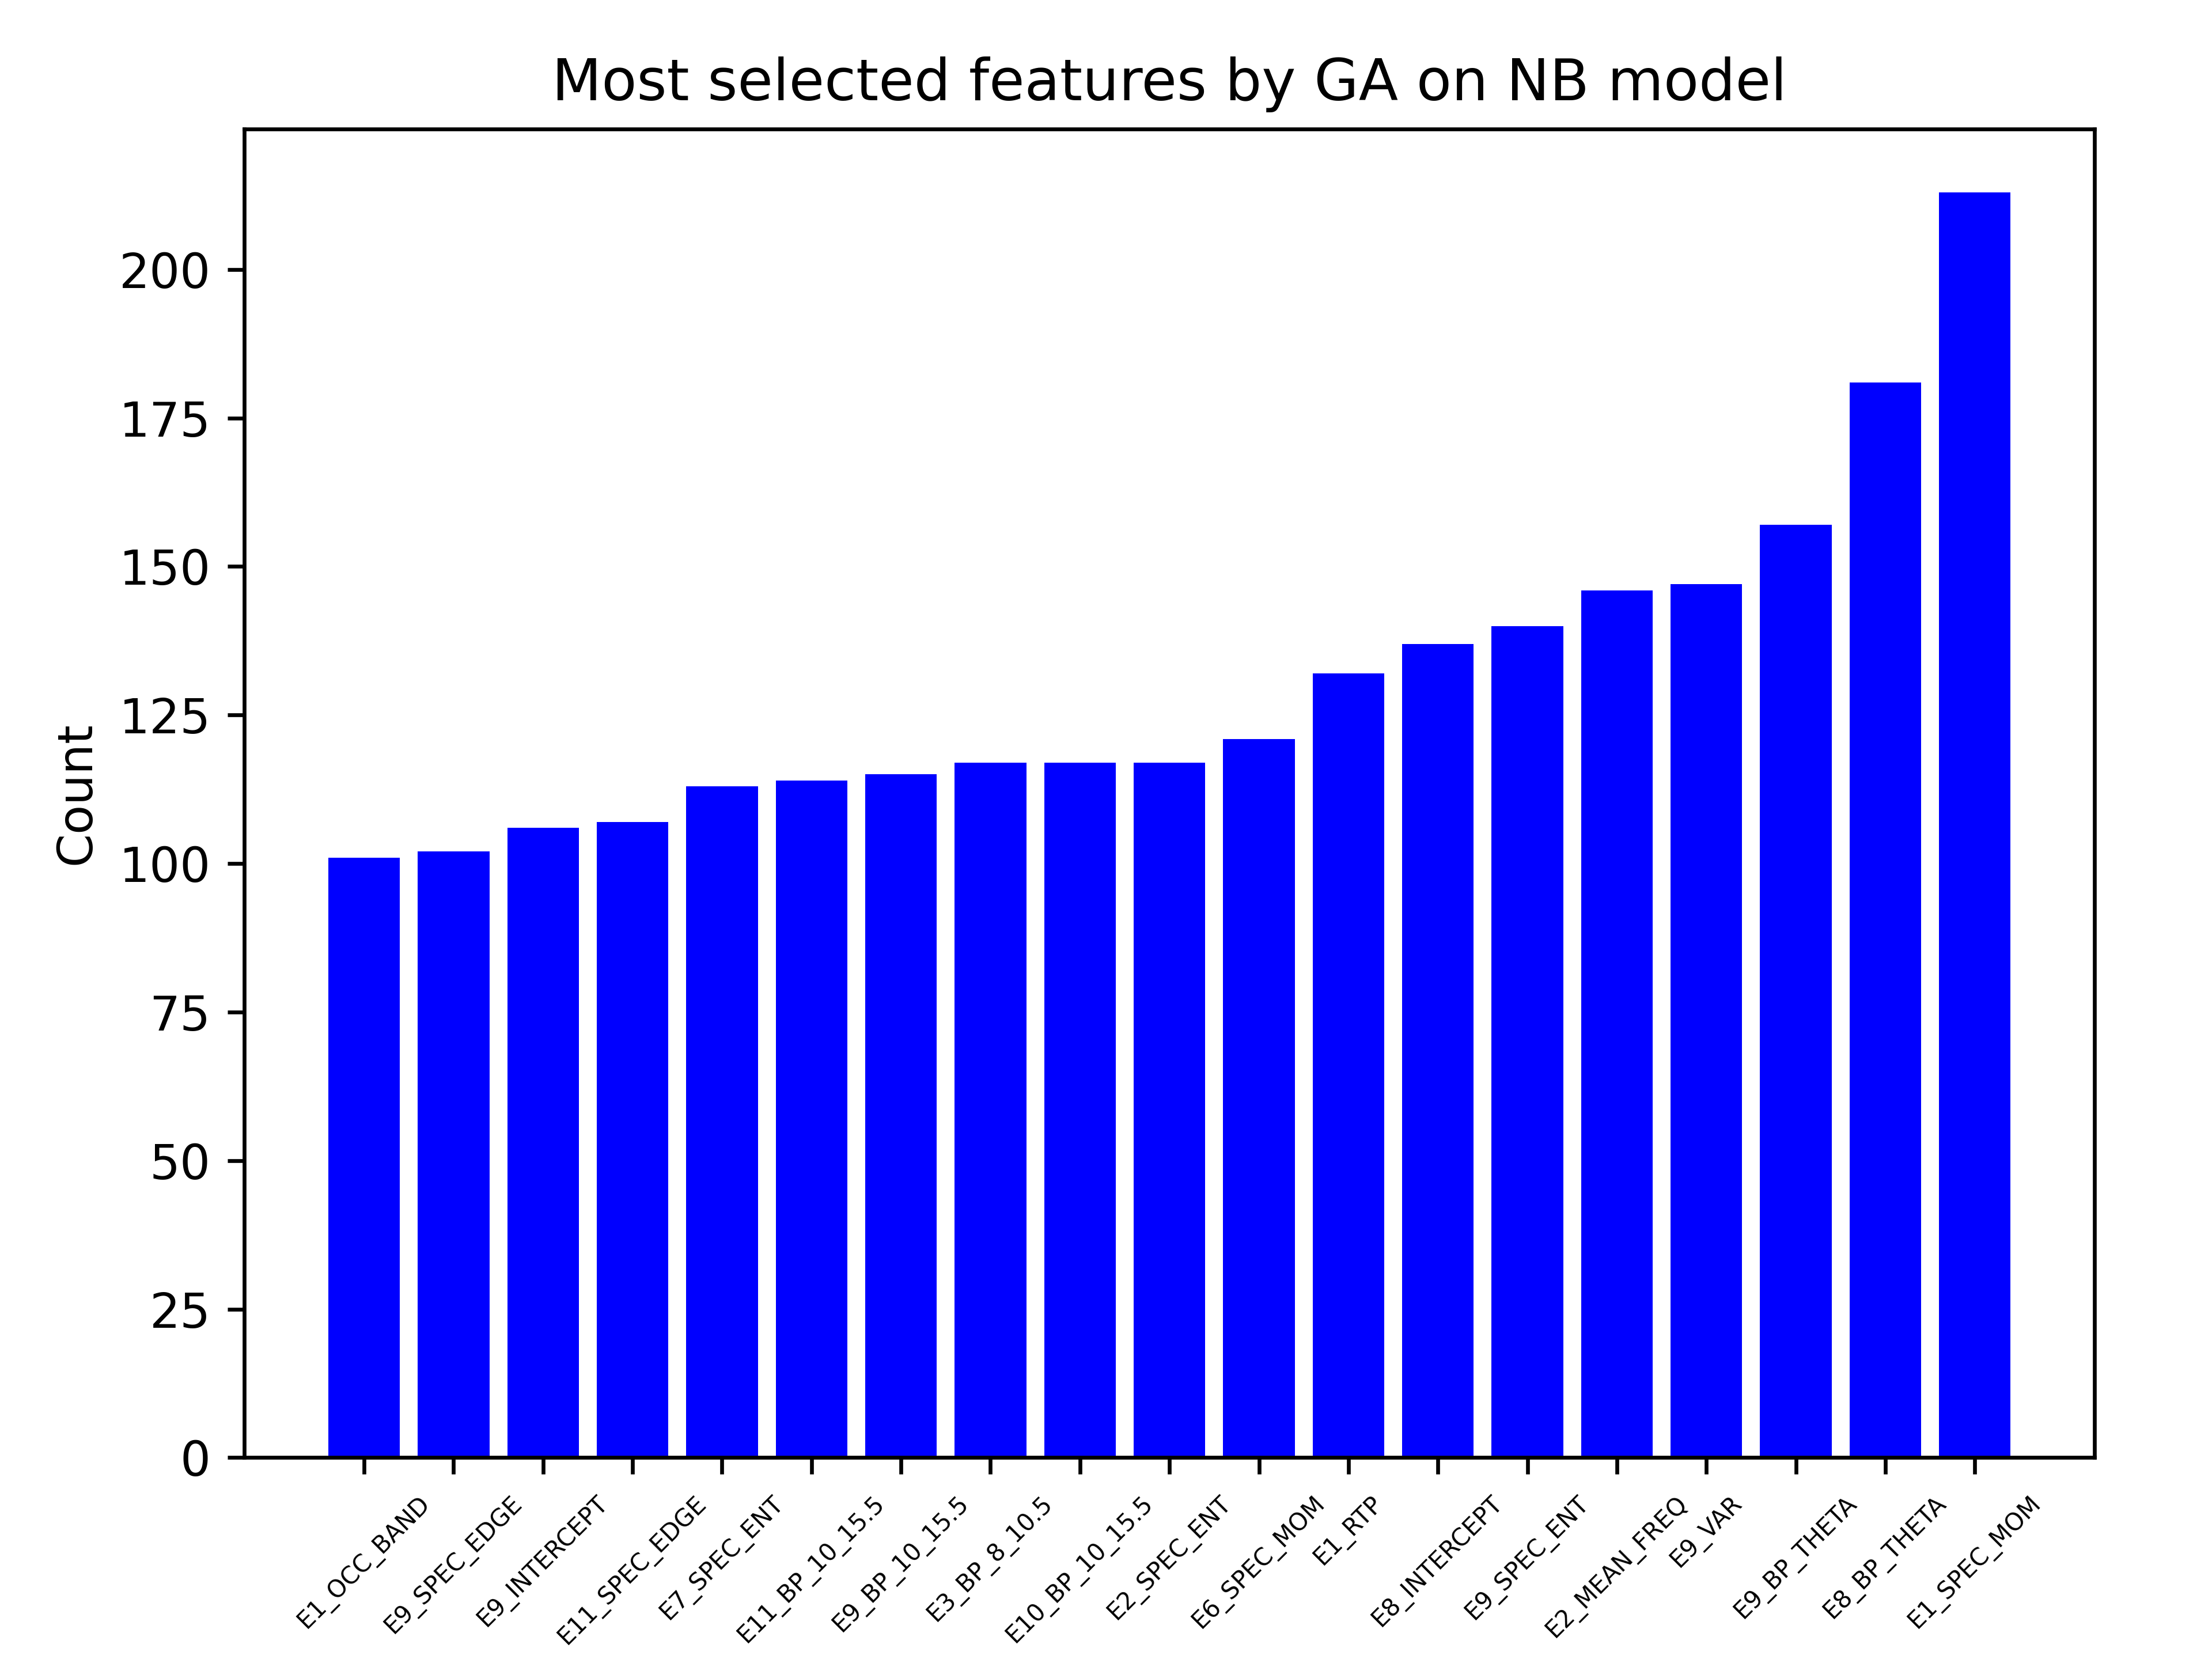 Most selected features by GA on NB model
Count
200
175
150
125
100
75
50
25
0
E1_OCC_BAND
E9_SPEC_EDGE
E9_INTERCEPT
E11_SPEC_EDGE
E7_SPEC_ENT
E11_BP_10_15.5
E9_BP_10_15.5
E3_BP_8_10.5
E10_BP_10_15.5
E2_SPEC_ENT
E6_SPEC_MOM
E1_RTP
E8_INTERCEPT
E9_SPEC_ENT
E2_MEAN_FREQ
E9_VAR
E9_BP_THETA
E8_BP_THETA
E1_SPEC_MOM